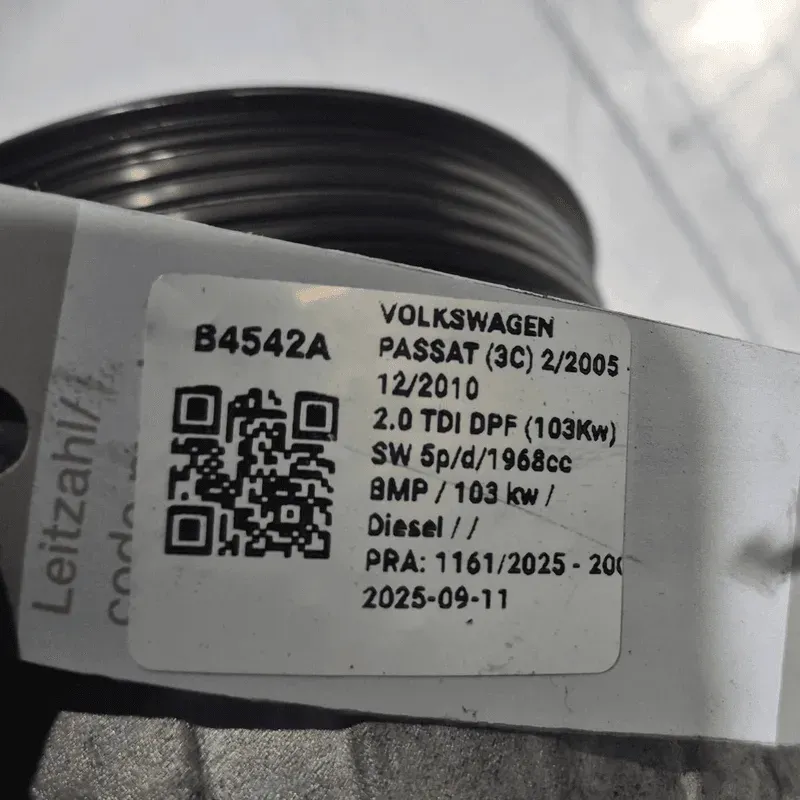 B4542A
VOLKSWAGEN
PASSAT (3C) 2/2005 -
12/2010
2.0 TDI DPF (103Kw)
SW 5p/d/1968cc
BMP / 103 kw /
Diesel / /
PRA: 1161/2025 - 200
2025-09-11
Leitzahl/